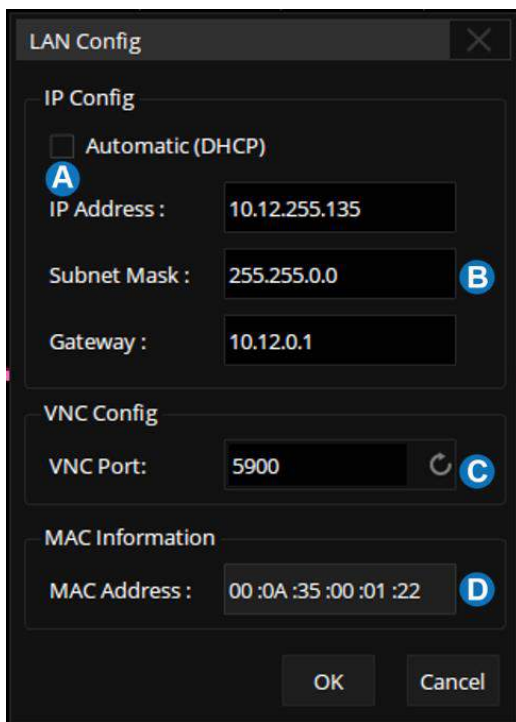 LAN Config
IP Config
Automatic (DHCP)
A
IP Address : 10.12.255.135
Subnet Mask : 255.255.0.0 B
Gateway : 10.12.0.1
VNC Config
VNC Port: 5900 C
MAC Information
MAC Address : 00 :0A :35 :00 :01 :22 D
OK Cancel